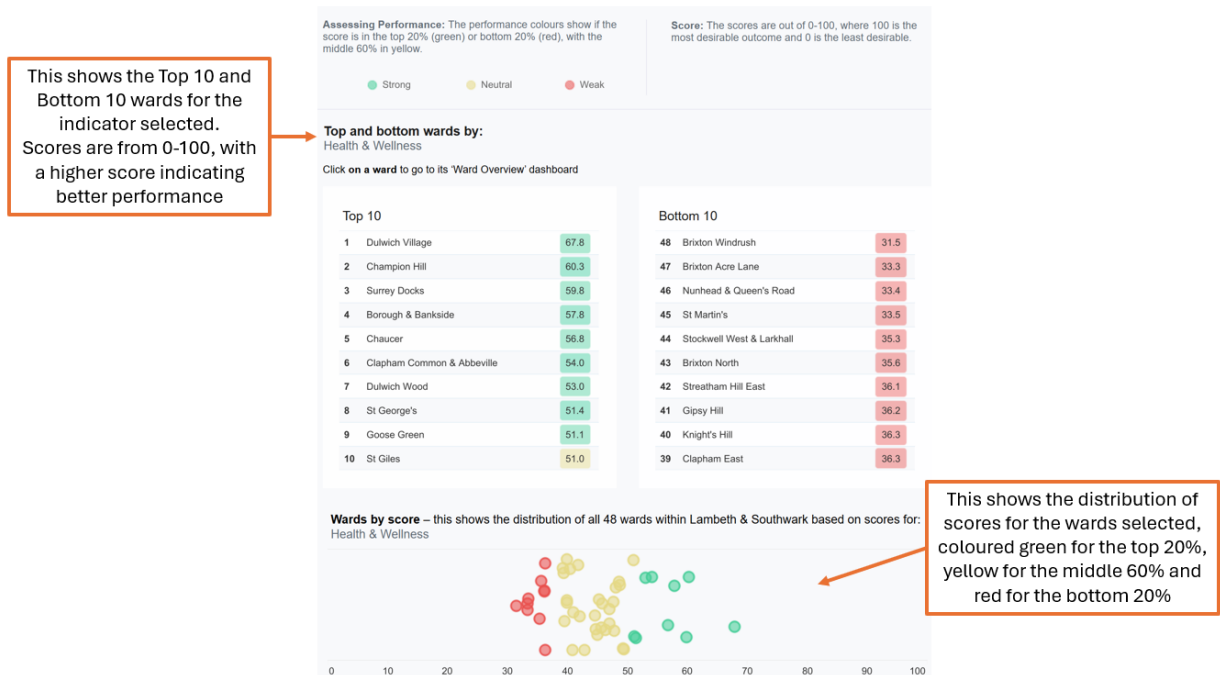 Assessing Performance: The performance colours show if the
score is in the top 20% (green) or bottom 20% (red), with the
middle 60% in yellow.
Strong
Neutral
Weak
Score: The scores are out of 0-100, where 100 is the
most desirable outcome and 0 is the least desirable.
This shows the Top 10 and
Bottom 10 wards for the
indicator selected.
Scores are from 0-100, with
a higher score indicating
better performance
Top and bottom wards by:
Health & Wellness
Click on a ward to go to its 'Ward Overview' dashboard
Top 10
1 Dulwich Village 67.8
2 Champion Hill 60.3
3 Surrey Docks 59.8
4 Borough & Bankside 57.8
5 Chaucer 56.8
6 Clapham Common & Abbeville 54.0
7 Dulwich Wood 53.0
8 St George's 51.4
9 Goose Green 51.1
10 St Giles 51.0
Bottom 10
48 Brixton Windrush 31.5
47 Brixton Acre Lane 33.3
46 Nunhead & Queen's Road 33.4
45 St Martin's 33.5
44 Stockwell West & Larkhall 35.3
43 Brixton North 35.6
42 Streatham Hill East 36.1
41 Gipsy Hill 36.2
40 Knight's Hill 36.3
39 Clapham East 36.3
Wards by score – this shows the distribution of all 48 wards within Lambeth & Southwark based on scores for:
Health & Wellness
0 10 20 30 40 50 60 70 80 90 100
This shows the distribution of
scores for the wards selected,
coloured green for the top 20%,
yellow for the middle 60% and
red for the bottom 20%